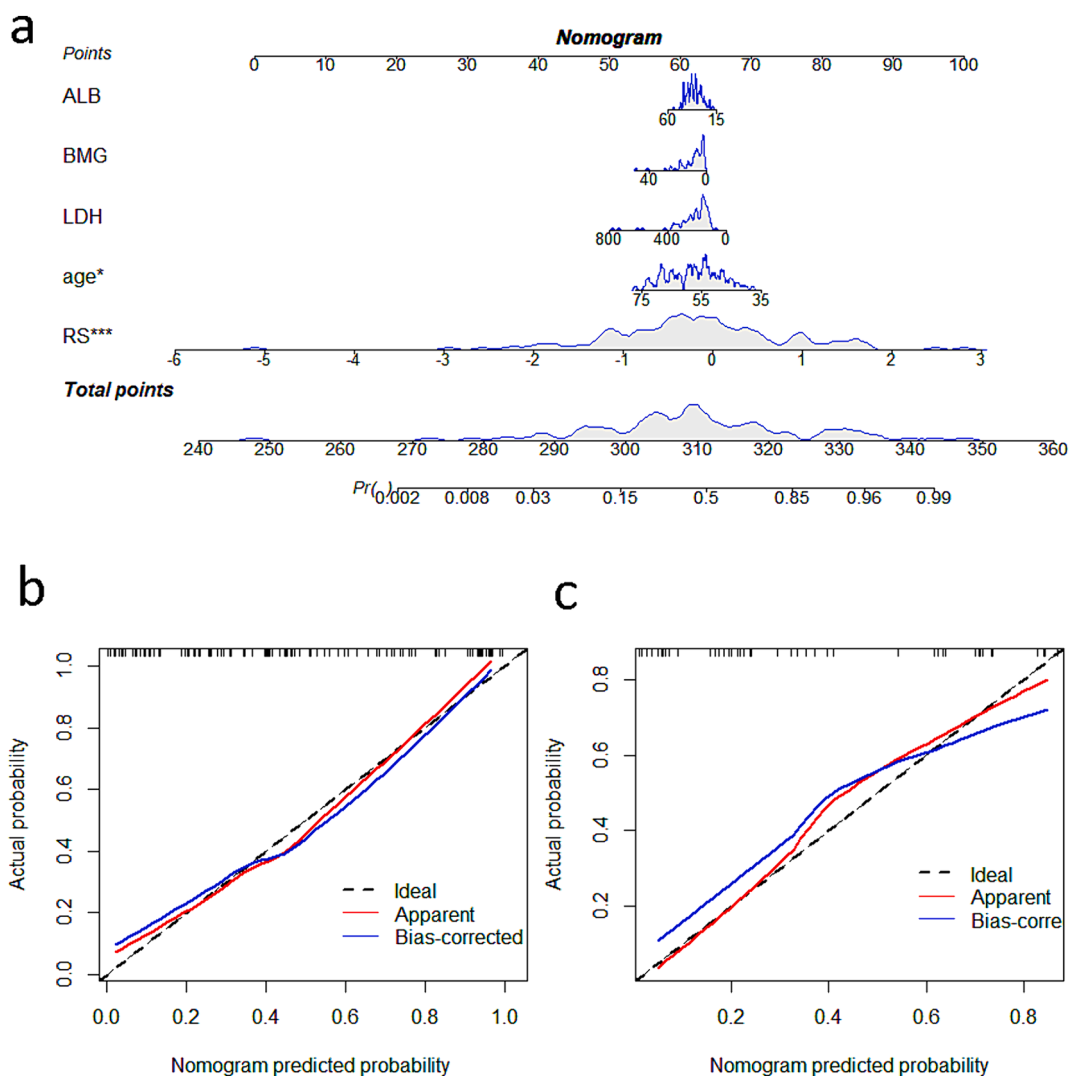 a
Nomogram
Points
0 10 20 30 40 50 60 70 80 90 100
ALB
60 15
BMG
40 0
LDH
800 400 0
age*
75 55 35
RS***
-6 -5 -4 -3 -2 -1 0 1 2 3
Total points
240 250 260 270 280 290 300 310 320 330 340 350 360
Pr( )
0.002 0.008 0.03 0.15 0.5 0.85 0.96 0.99
b
Actual probability
0.0 0.2 0.4 0.6 0.8 1.0
Ideal
Apparent
Bias-corrected
0.0 0.2 0.4 0.6 0.8 1.0
Nomogram predicted probability
c
Actual probability
0.2 0.4 0.6 0.8
Ideal
Apparent
Bias-corre
0.2 0.4 0.6 0.8
Nomogram predicted probability